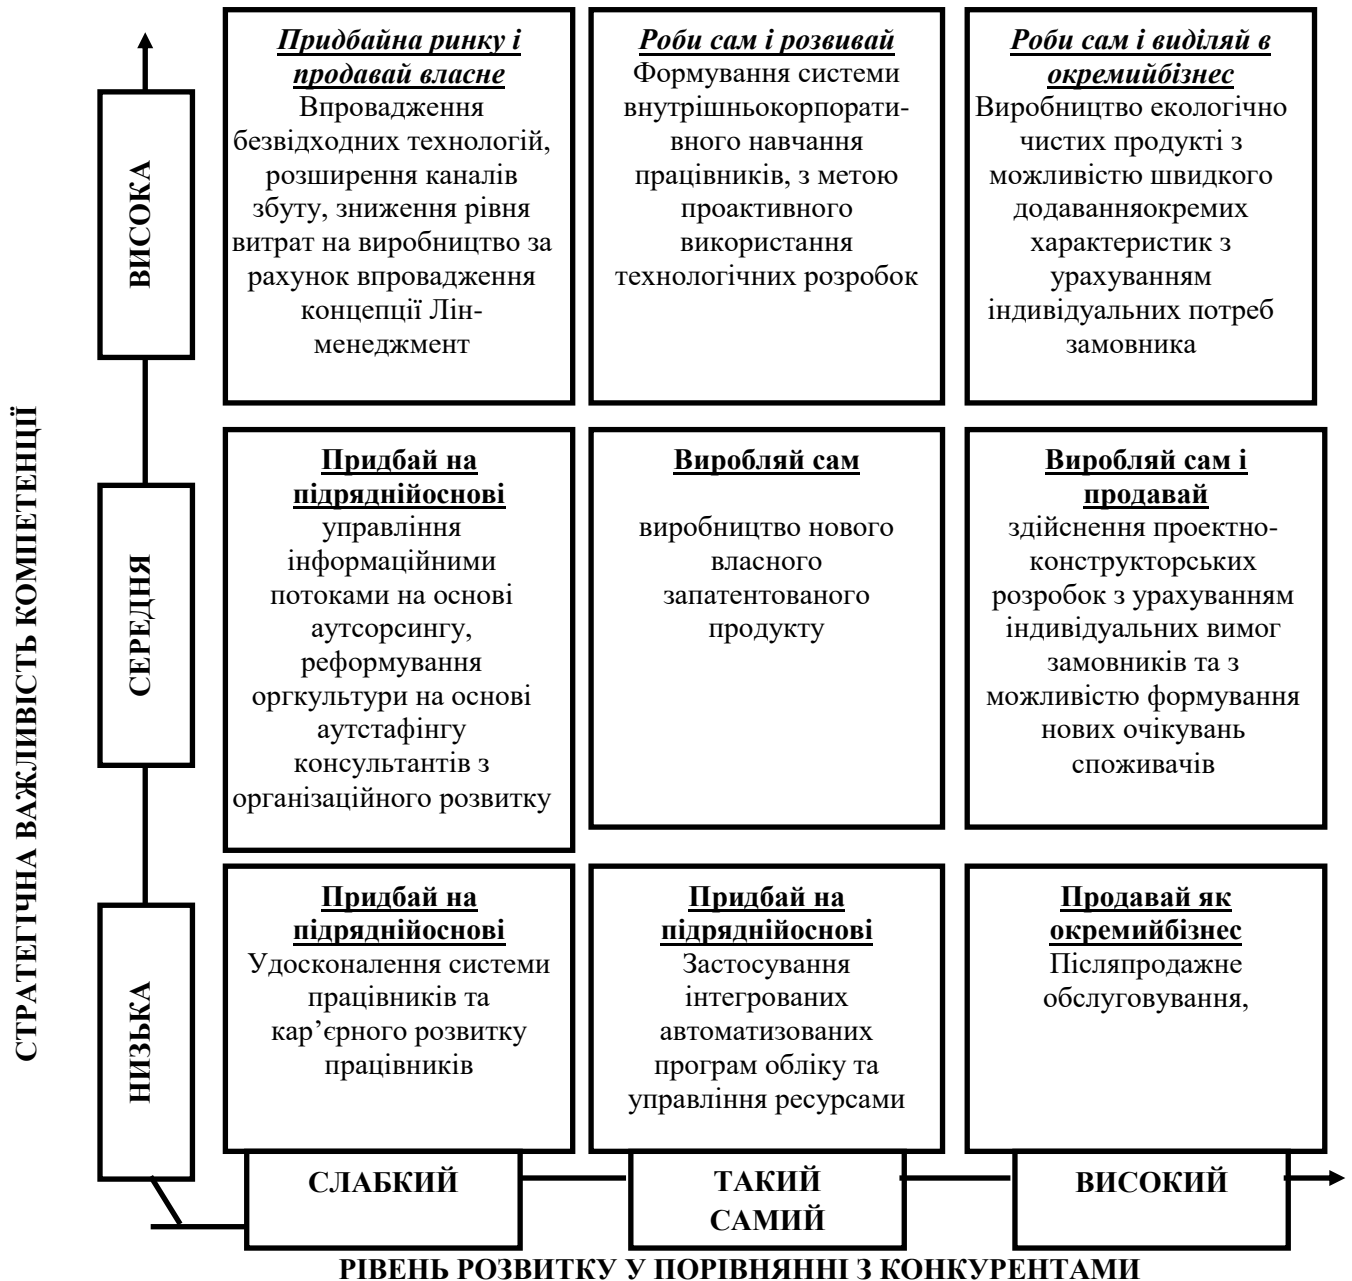 СТРАТЕГІЧНА ВАЖЛИВІСТЬ КОМПЕТЕНЦІЇ
ВИСОКА
Придбайна ринку і
продавай власне
Впровадження
безвідходних технологій,
розширення каналів
збуту, зниження рівня
витрат на виробництво за
рахунок впровадження
концепції Лін-
менеджмент
Роби сам і розвивай
Формування системи
внутрішньокорпорати-
вного навчання
працівників, з метою
проактивного
використання
технологічних розробок
Роби сам і виділяй в
окремийбізнес
Виробництво екологічно
чистих продукті з
можливістю швидкого
додаванняокремих
характеристик з
урахуванням
індивідуальних потреб
замовника
СЕРЕДНЯ
Придбай на
підряднійоснові
управління
інформаційними
потоками на основі
аутсорсингу,
реформування
оргкультури на основі
аутстафінгу
консультантів з
організаційного розвитку
Виробляй сам
виробництво нового
власного
запатентованого
продукту
Виробляй сам і
продавай
здійснення проектно-
конструкторських
розробок з урахуванням
індивідуальних вимог
замовників та з
можливістю формування
нових очікувань
споживачів
НИЗЬКА
Придбай на
підряднійоснові
Удосконалення системи
працівників та
кар’єрного розвитку
працівників
Придбай на
підряднійоснові
Застосування
інтегрованих
автоматизованих
програм обліку та
управління ресурсами
Продавай як
окремийбізнес
Післяпродажне
обслуговування,
СЛАБКИЙ
ТАКИЙ
САМИЙ
ВИСОКИЙ
РІВЕНЬ РОЗВИТКУ У ПОРІВНЯННІ З КОНКУРЕНТАМИ